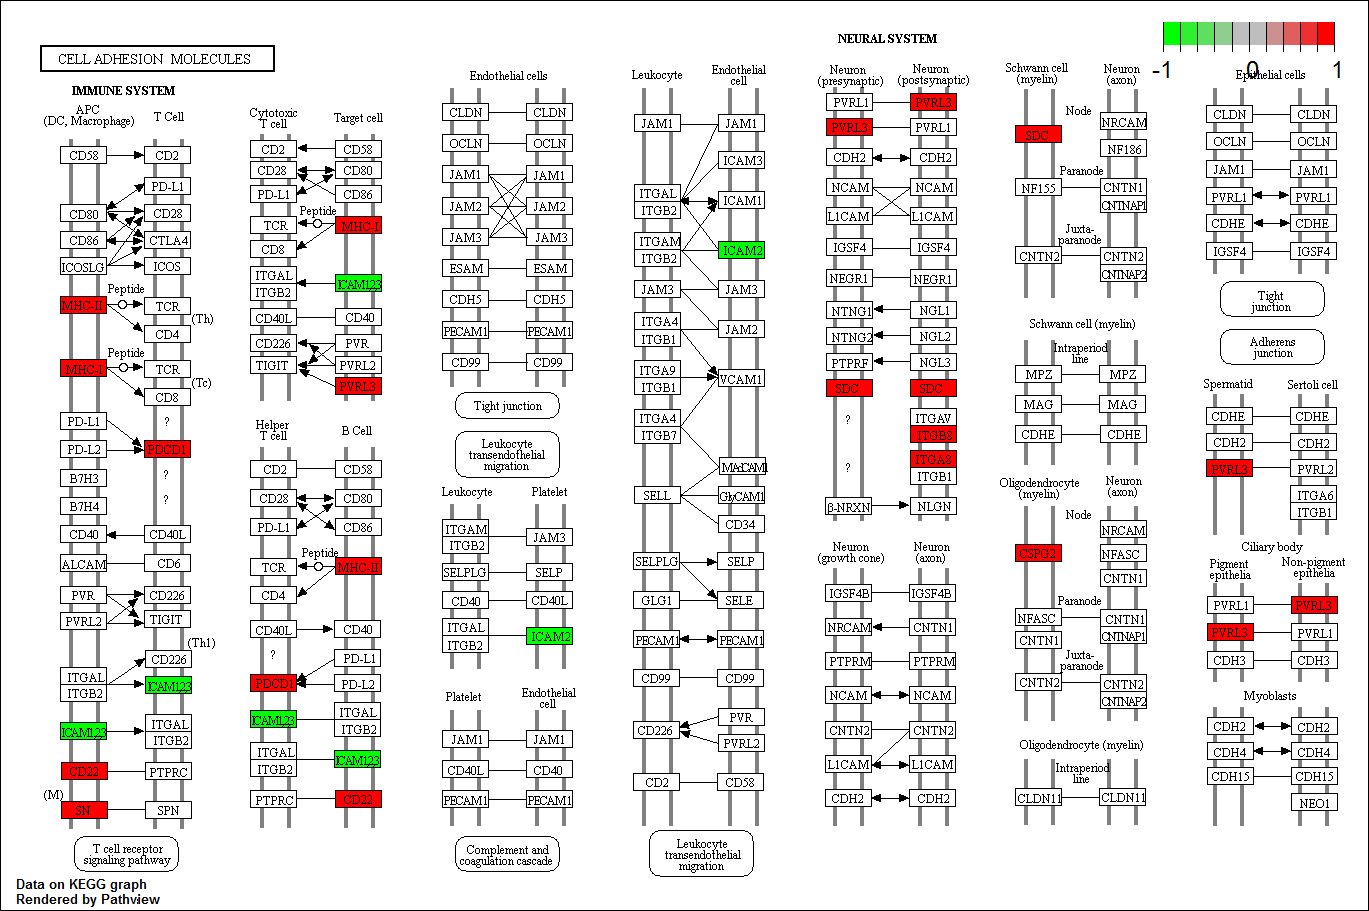 CELL ADHESION MOLECULES
IMMUNE SYSTEM
APC
(DC, Macrophage)
T Cell
CD58
CD2
PD-L1
CD80
CD28
CD86
CTLA4
ICOSLG
ICOS
Peptide
MHC-II
TCR
(Th)
CD4
Peptide
MHC-I
TCR
(Tc)
CD8
PD-L1
?
PD-L2
PDCD1
B7H3
?
B7H4
?
CD40
CD40L
ALCAM
CD6
PVR
CD226
PVRL2
TIGIT
(Th1)
CD226
ITGAL
ITGB2
ICAM123
ICAM123
ITGAL
ITGB2
CD22
PTPRC
(M)
SN
SPN
T cell receptor
signaling pathway
Data on KEGG graph
Rendered by Pathview
Cytotoxic
T cell
Target cell
CD2
CD58
CD28
CD80
PD-L1
CD86
Peptide
TCR
MHC-I
CD8
ITGAL
ITGB2
ICAM123
CD40L
CD40
CD226
PVR
TIGIT
PVRL2
PVRL3
Helper
T cell
B Cell
CD2
CD58
CD28
CD80
PD-L1
CD86
Peptide
TCR
MHC-II
CD4
CD40L
CD40
?
PD-L1
PDCD1
PD-L2
ICAM123
ITGAL
ITGB2
ITGAL
ITGB2
ICAM123
PTPRC
CD22
Endothelial cells
CLDN
CLDN
OCLN
OCLN
JAM1
JAM1
JAM2
JAM2
JAM3
JAM3
ESAM
ESAM
CDH5
CDH5
PECAM1
PECAM1
CD99
CD99
Tight junction
Leukocyte
transendothelial
migration
Leukocyte
Platelet
ITGAM
ITGB2
JAM3
SELPLG
SELP
CD40
CD40L
ITGAL
ITGB2
ICAM2
Platelet
Endothelial
cell
JAM1
JAM1
CD40L
CD40
PECAM1
PECAM1
Complement and
coagulation cascade
Leukocyte
Endothelial
cell
JAM1
JAM1
ICAM3
ITGAL
ITGB2
ICAM1
ITGAM
ITGB2
ICAM2
JAM3
JAM3
ITGA4
ITGB1
JAM2
ITGA9
ITGB1
VCAM1
ITGA4
ITGB7
SELL
GlyCAM1
CD34
SELPLG
SELP
GLG1
SELE
PECAM1
PECAM1
CD99
CD99
CD226
PVR
PVRL2
CD2
CD58
Leukocyte
transendothelial
migration
NEURAL SYSTEM
Neuron
(presynaptic)
Neuron
(postsynaptic)
PVRL1
PVRL3
PVRL3
PVRL1
CDH2
CDH2
NCAM
NCAM
L1CAM
L1CAM
IGSF4
IGSF4
NEGR1
NEGR1
NTNG1
NGL1
NTNG2
NGL2
PTPRF
NGL3
SDC
SDC
?
ITGAV
ITGB8
?
ITGA8
ITGB1
β-NRXN
NLGN
Neuron
(growth cone)
Neuron
(axon)
IGSF4B
IGSF4B
NRCAM
CNTN1
PTPRM
PTPRM
NCAM
NCAM
CNTN2
CNTN2
L1CAM
L1CAM
CDH2
CDH2
Schwann cell
(myelin)
Neuron
(axon)
Node
SDC
NRCAM
NF186
Paranode
NF155
CNTN1
CNTNAP1
Juxta-
paranode
CNTN2
CNTN2
CNTNAP2
Schwann cell (myelin)
Intraperiod
line
MPZ
MPZ
MAG
MAG
CDHE
CDHE
Oligodendrocyte
(myelin)
Neuron
(axon)
Node
NRCAM
CSPG2
NFASC
CNTN1
Paranode
NFASC
CNTN1
CNTN1
CNTNAP1
Juxta-
paranode
CNTN2
CNTN2
CNTNAP2
Oligodendrocyte (myelin)
Intraperiod
line
CLDN11
CLDN11
-1
0
1
Epithelial cells
CLDN
CLDN
OCLN
OCLN
JAM1
JAM1
PVRL1
PVRL1
CDHE
CDHE
IGSF4
IGSF4
Tight
junction
Adherens
junction
Spermatid
Sertoli cell
CDHE
CDHE
CDH2
CDH2
PVRL3
PVRL2
ITGA6
ITGB1
Ciliary body
Pigment
epithelia
Non-pigment
epithelia
PVRL1
PVRL3
PVRL3
PVRL1
CDH3
CDH3
Myoblasts
CDH2
CDH2
CDH4
CDH4
CDH15
CDH15
NEO1